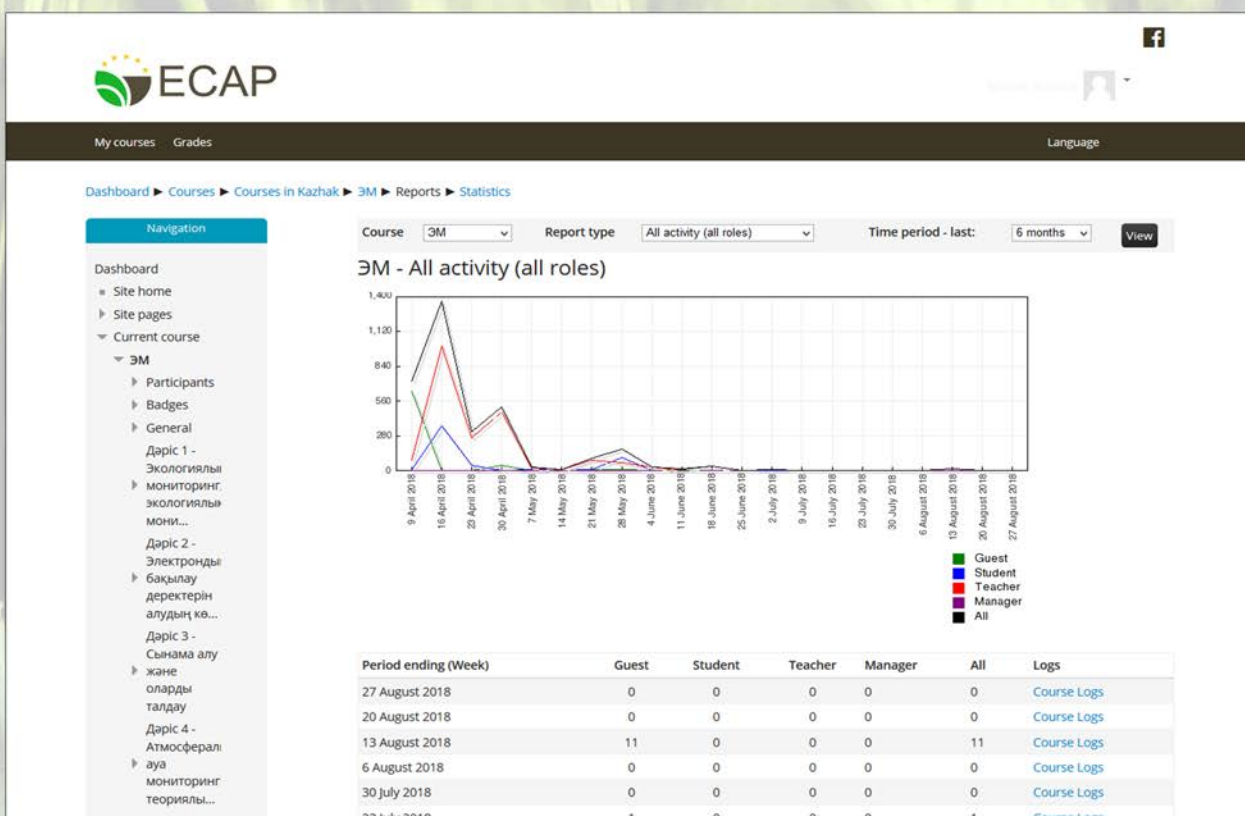 ECAP
My courses Grades Language
Dashboard ► Courses ► Courses in Kazhak ► ЭМ ► Reports ► Statistics
Navigation
Dashboard
Site home
Site pages
Current course
ЭМ
Participants
Badges
General
Дәріс 1 -
Экологиялы
мониторинг
экологиялы
мони...
Дәріс 2 -
Электронды
бақылау
деректерін
алудың кө...
Дәріс 3 -
Сынама алу
және
оларды
талдау
Дәріс 4 -
Атмосферал
ауа
мониторинг
теориялы...
Course ЭМ Report type All activity (all roles) Time period - last: 6 months View
ЭМ - All activity (all roles)
1,400
1,120
840
560
280
0
9 April 2018
16 April 2018
23 April 2018
30 April 2018
7 May 2018
14 May 2018
21 May 2018
28 May 2018
4 June 2018
11 June 2018
18 June 2018
25 June 2018
2 July 2018
9 July 2018
16 July 2018
23 July 2018
30 July 2018
6 August 2018
13 August 2018
20 August 2018
27 August 2018
Guest
Student
Teacher
Manager
All
Period ending (Week) Guest Student Teacher Manager All Logs
27 August 2018 0 0 0 0 0 Course Logs
20 August 2018 0 0 0 0 0 Course Logs
13 August 2018 11 0 0 0 11 Course Logs
6 August 2018 0 0 0 0 0 Course Logs
30 July 2018 0 0 0 0 0 Course Logs